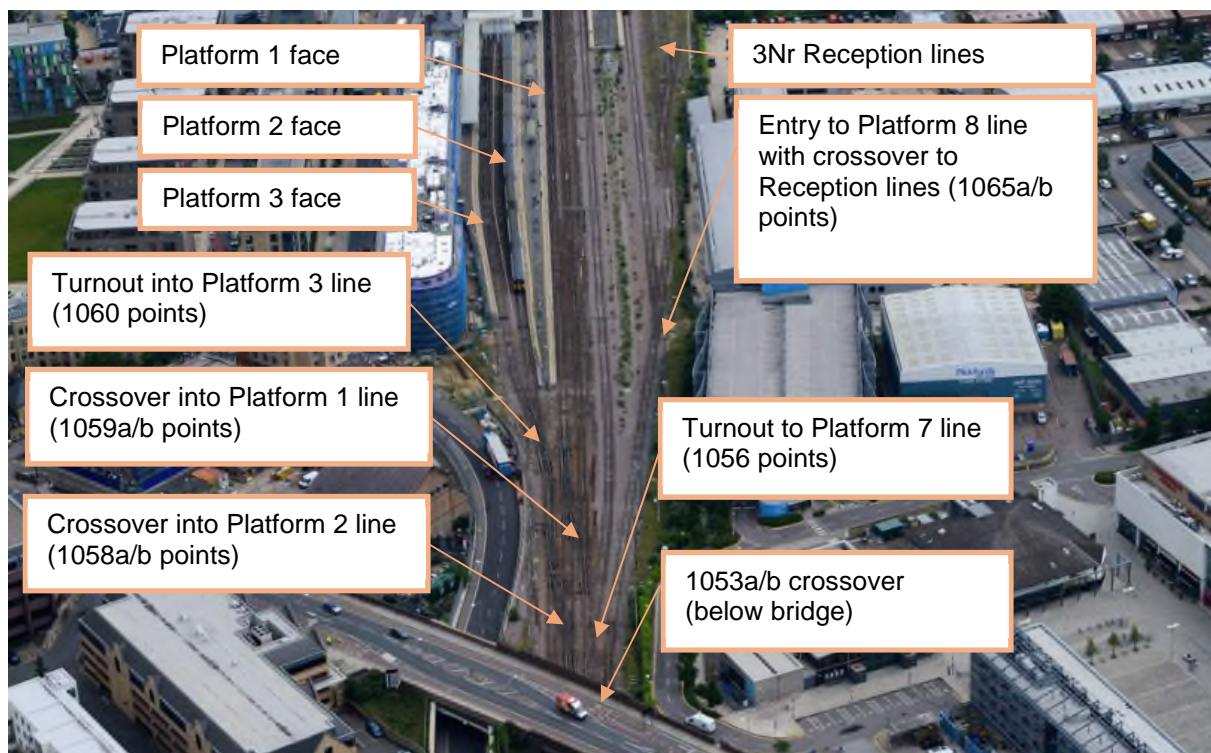 Platform 1 face
Platform 2 face
Platform 3 face
Turnout into Platform 3 line
(1060 points)
Crossover into Platform 1 line
(1059a/b points)
Crossover into Platform 2 line
(1058a/b points)
3Nr Reception lines
Entry to Platform 8 line
with crossover to
Reception lines (1065a/b
points)
Pickfords
Turnout to Platform 7 line
(1056 points)
1053a/b crossover
(below bridge)